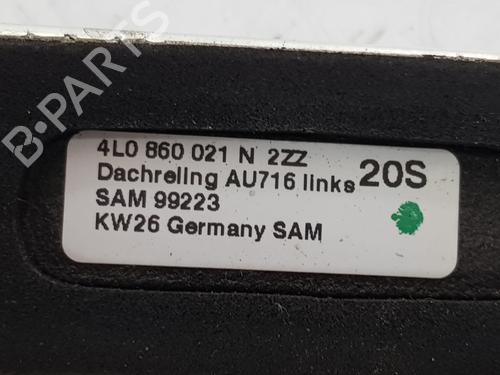 B-PARTS
4L0 860 021 N 2ZZ
Dachreling AU716 links 20S
SAM 99223
KW26 Germany SAM